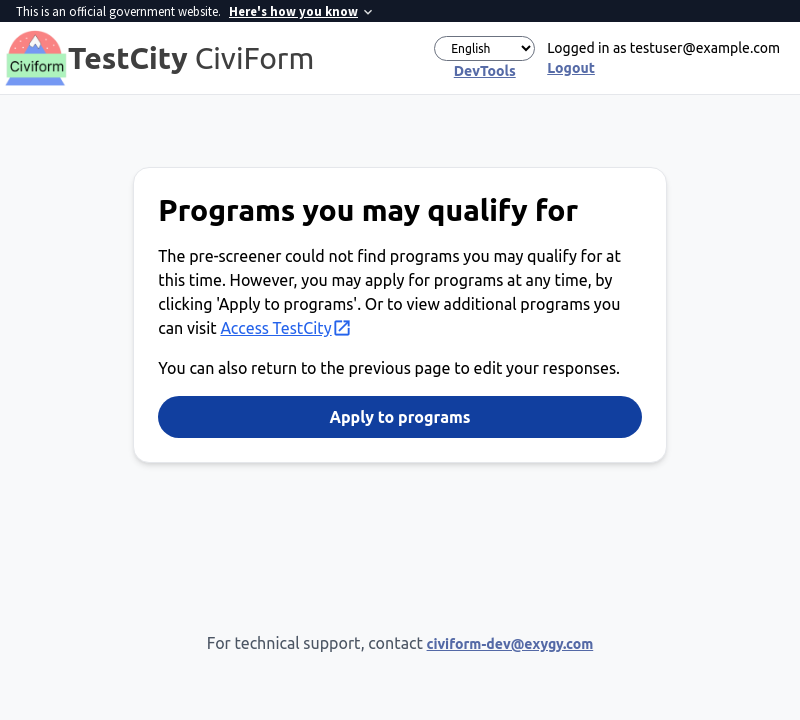 This is an official government website. Here's how you know
Civiform
TestCity CiviForm
English
DevTools
Logged in as testuser@example.com
Logout
Programs you may qualify for
The pre-screener could not find programs you may qualify for at
this time. However, you may apply for programs at any time, by
clicking 'Apply to programs'. Or to view additional programs you
can visit Access TestCity
You can also return to the previous page to edit your responses.
Apply to programs
For technical support, contact civiform-dev@exygy.com